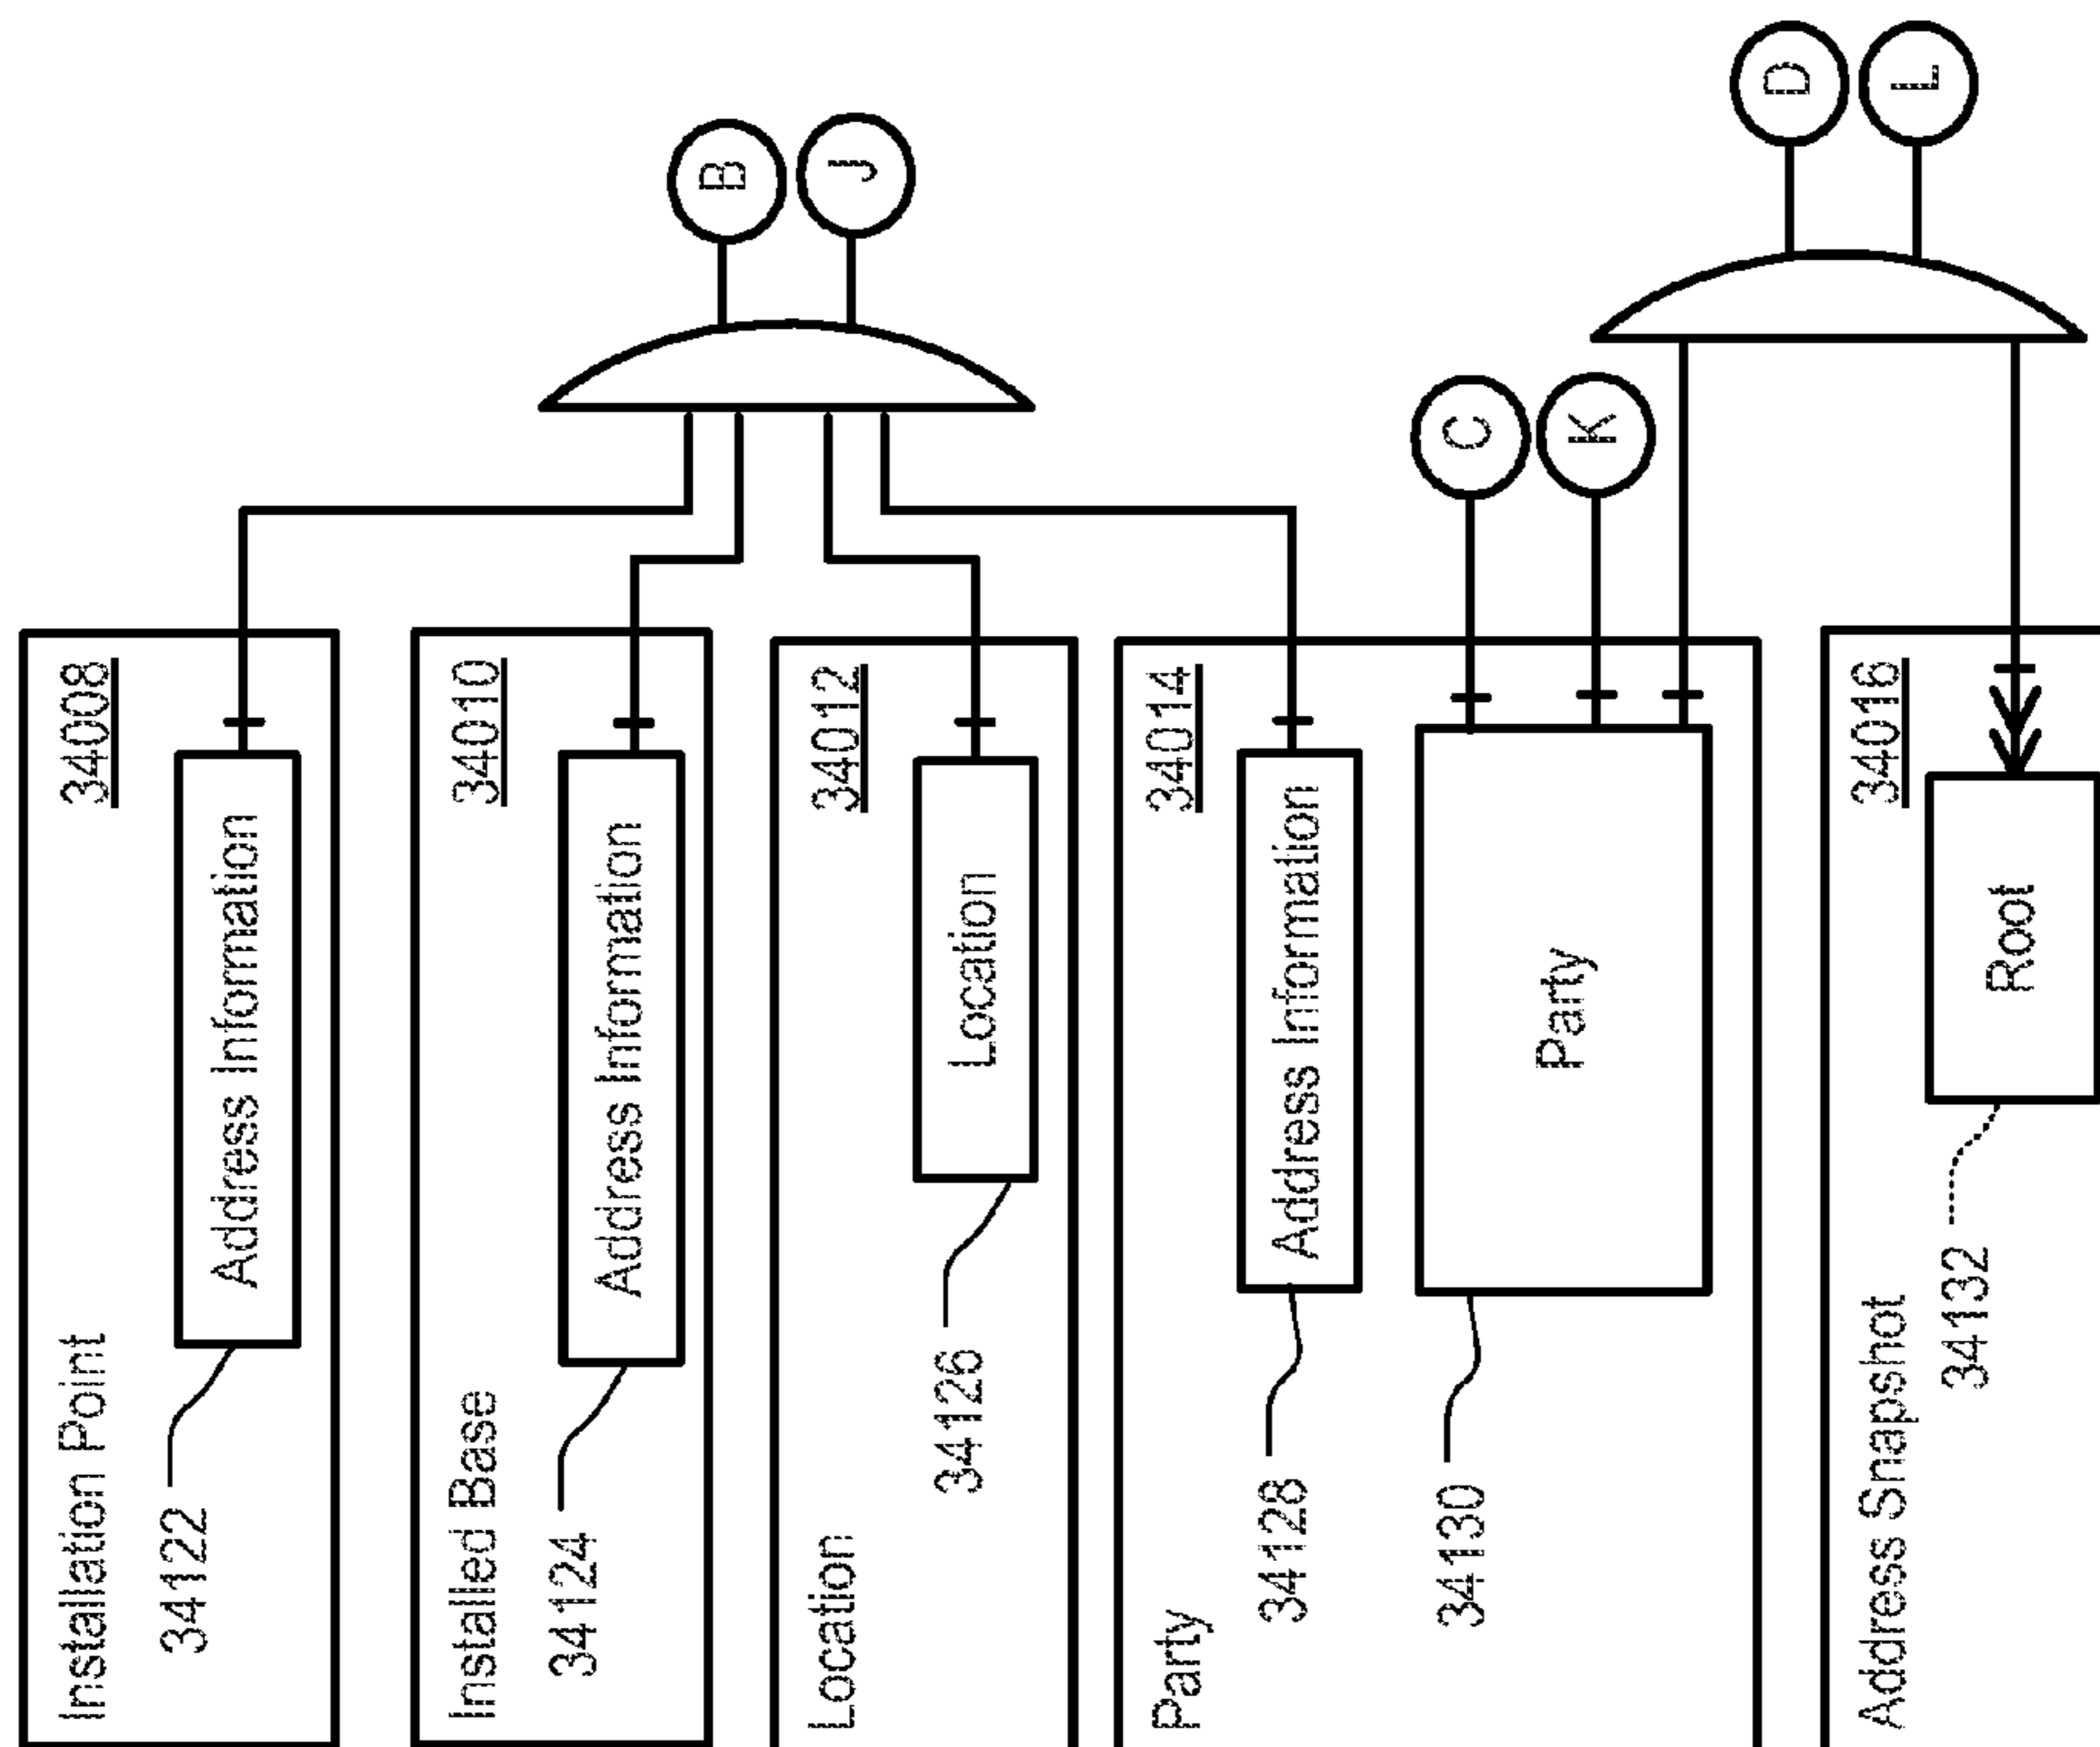 Installation Point
34008
Address Information
34122
Installed Base
34010
Address Information
34124
Location
34012
Location
34126
Party
34014
Address Information
34128
Party
34130
Address Snapshot
34016
Root
34132
B
J
C
K
D
L